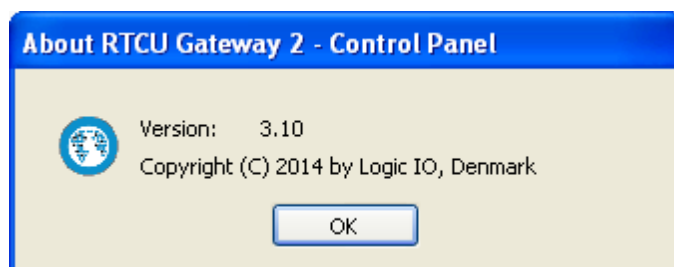 About RTCU Gateway 2 - Control Panel
Version: 3.10
Copyright (C) 2014 by Logic IO, Denmark
OK